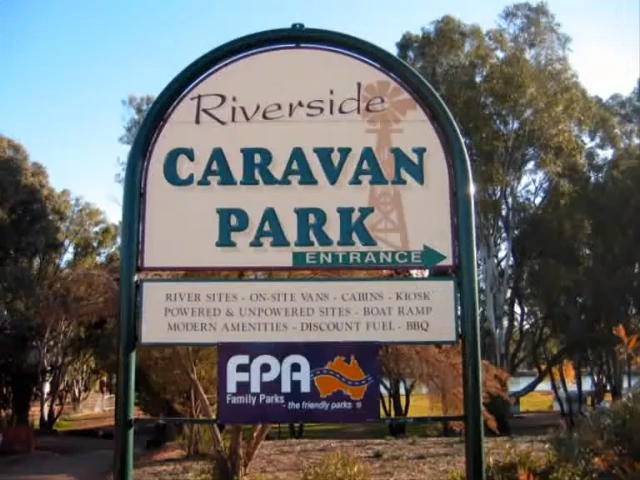 Riverside
CARAVAN
PARK
ENTRANCE
RIVER SITES - ON-SITE VANS - CABINS - KIOSK
POWERED & UNPOWERED SITES - BOAT RAMP
MODERN AMENITIES - DISCOUNT FUEL - BBQ
FPA
Family Parks
- the friendly parks